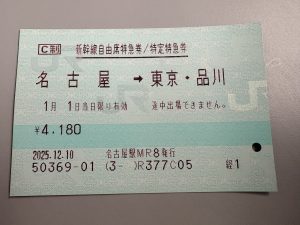 C制 新幹線自由席特急券/特定特急券
名古屋 → 東京・品川
1月 1日当日限り有効 途中出場できません。
¥4,180
2025.12.10 名古屋駅MR8発行
50369-01 (3- )R377C05 経1